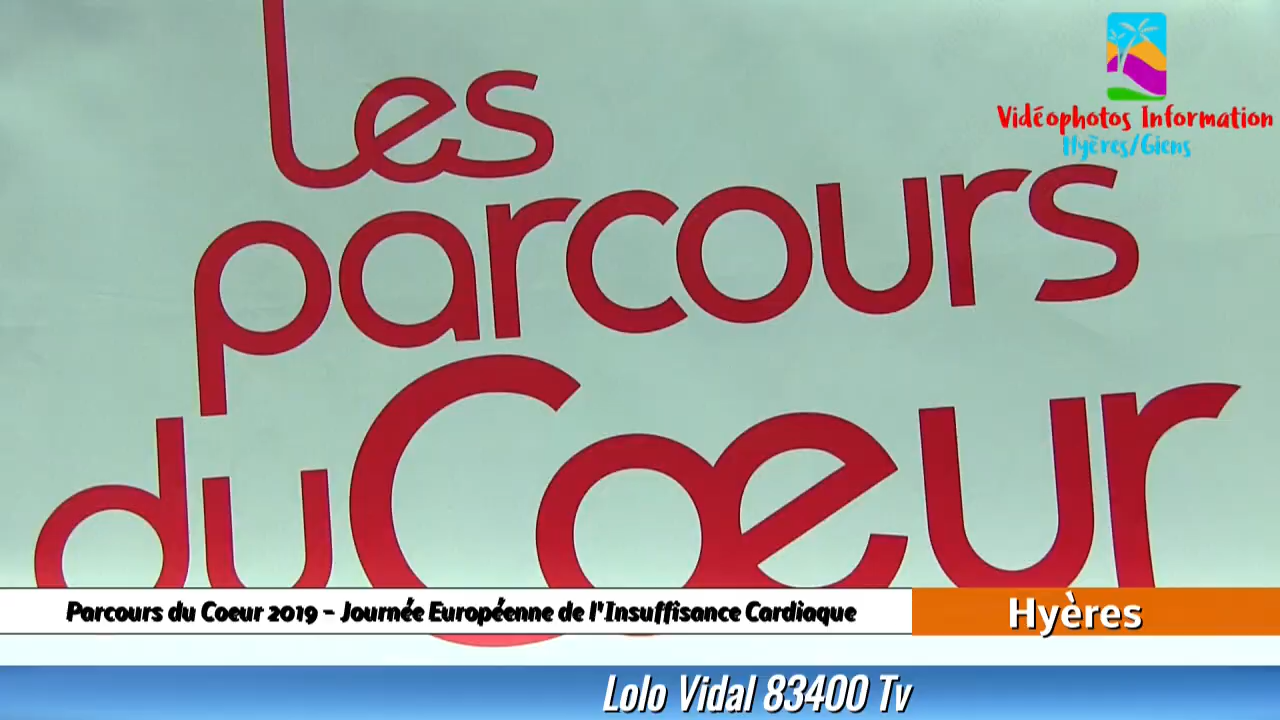 Vidéophotos Information
Hyères/Giens
Les
parcours
du Cœur
Parcours du Coeur 2019 - Journée Européenne de l'Insuffisance Cardiaque
Hyères
Lolo Vidal 83400 Tv